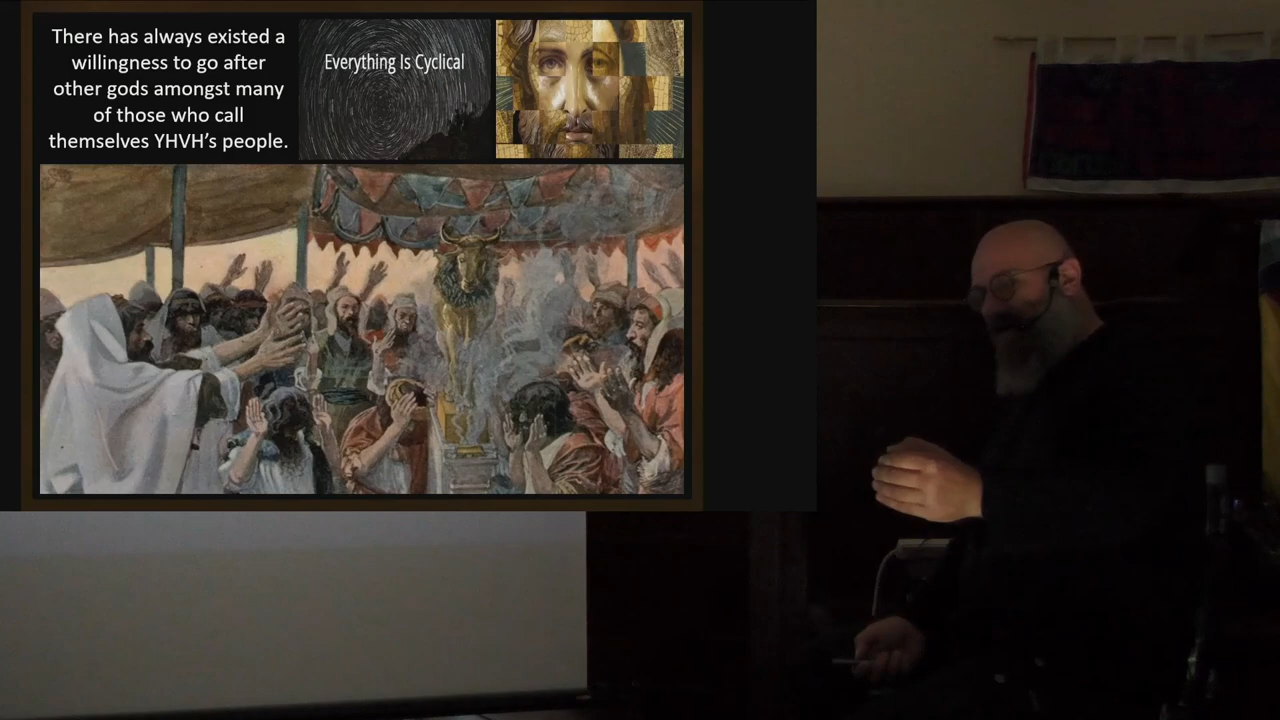 There has always existed a
willingness to go after
other gods amongst many
of those who call
themselves YHVH's people.
Everything Is Cyclical